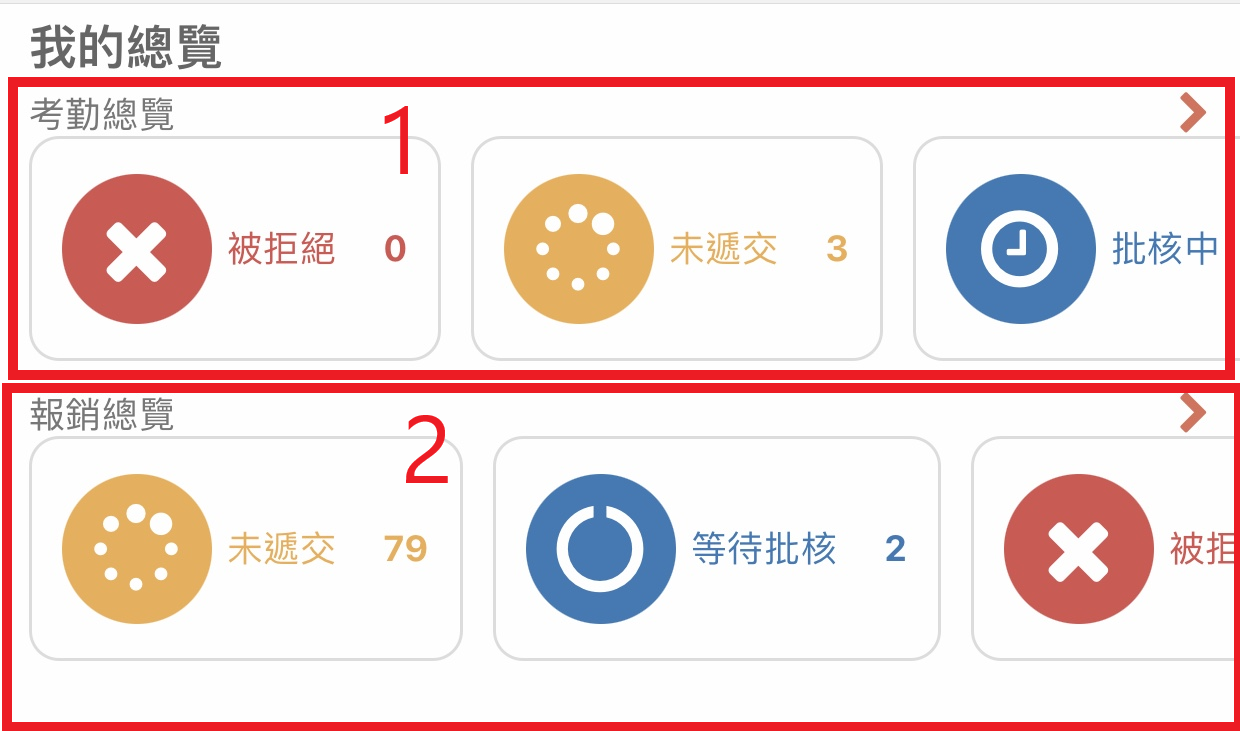 我的總覽
考勤總覽
1
被拒絕 0
未遞交 3
批核中
報銷總覽
2
未遞交 79
等待批核 2
被拒